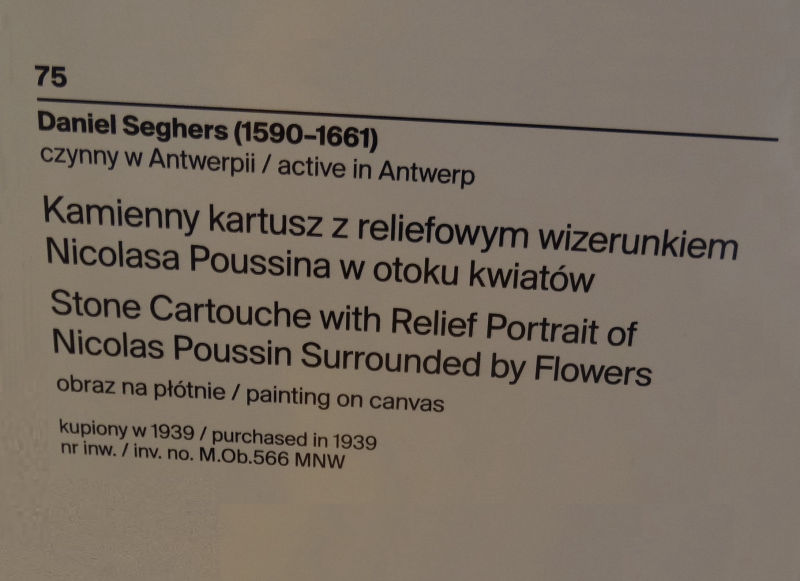 75
Daniel Seghers (1590–1661)
czynny w Antwerpii / active in Antwerp
Kamienny kartusz z reliefowym wizerunkiem
Nicolasa Poussina w otoku kwiatów
Stone Cartouche with Relief Portrait of
Nicolas Poussin Surrounded by Flowers
obraz na płótnie / painting on canvas
kupiony w 1939 / purchased in 1939
nr inw. / inv. no. M.Ob.566 MNW